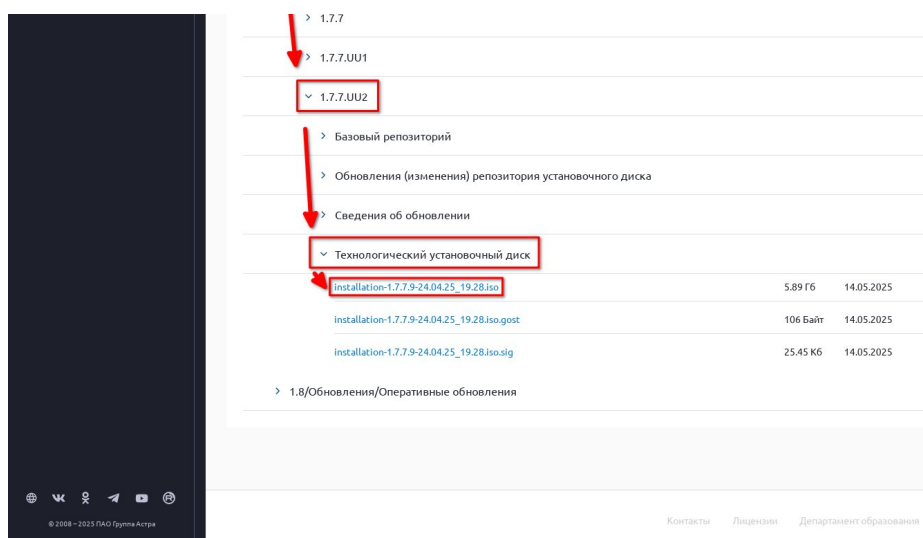 1.7.7
1.7.7.UU1
1.7.7.UU2
Базовый репозиторий
Обновления (изменения) репозитория установочного диска
Сведения об обновлении
Технологический установочный диск
installation-1.7.7.9-24.04.25_19.28.iso 5.89 Гб 14.05.2025
installation-1.7.7.9-24.04.25_19.28.iso.gost 106 Байт 14.05.2025
installation-1.7.7.9-24.04.25_19.28.iso.sig 25.45 Кб 14.05.2025
1.8/Обновления/Оперативные обновления
© 2008 – 2025 ПАО Группа Астра
Контакты Лицензии Департамент образования